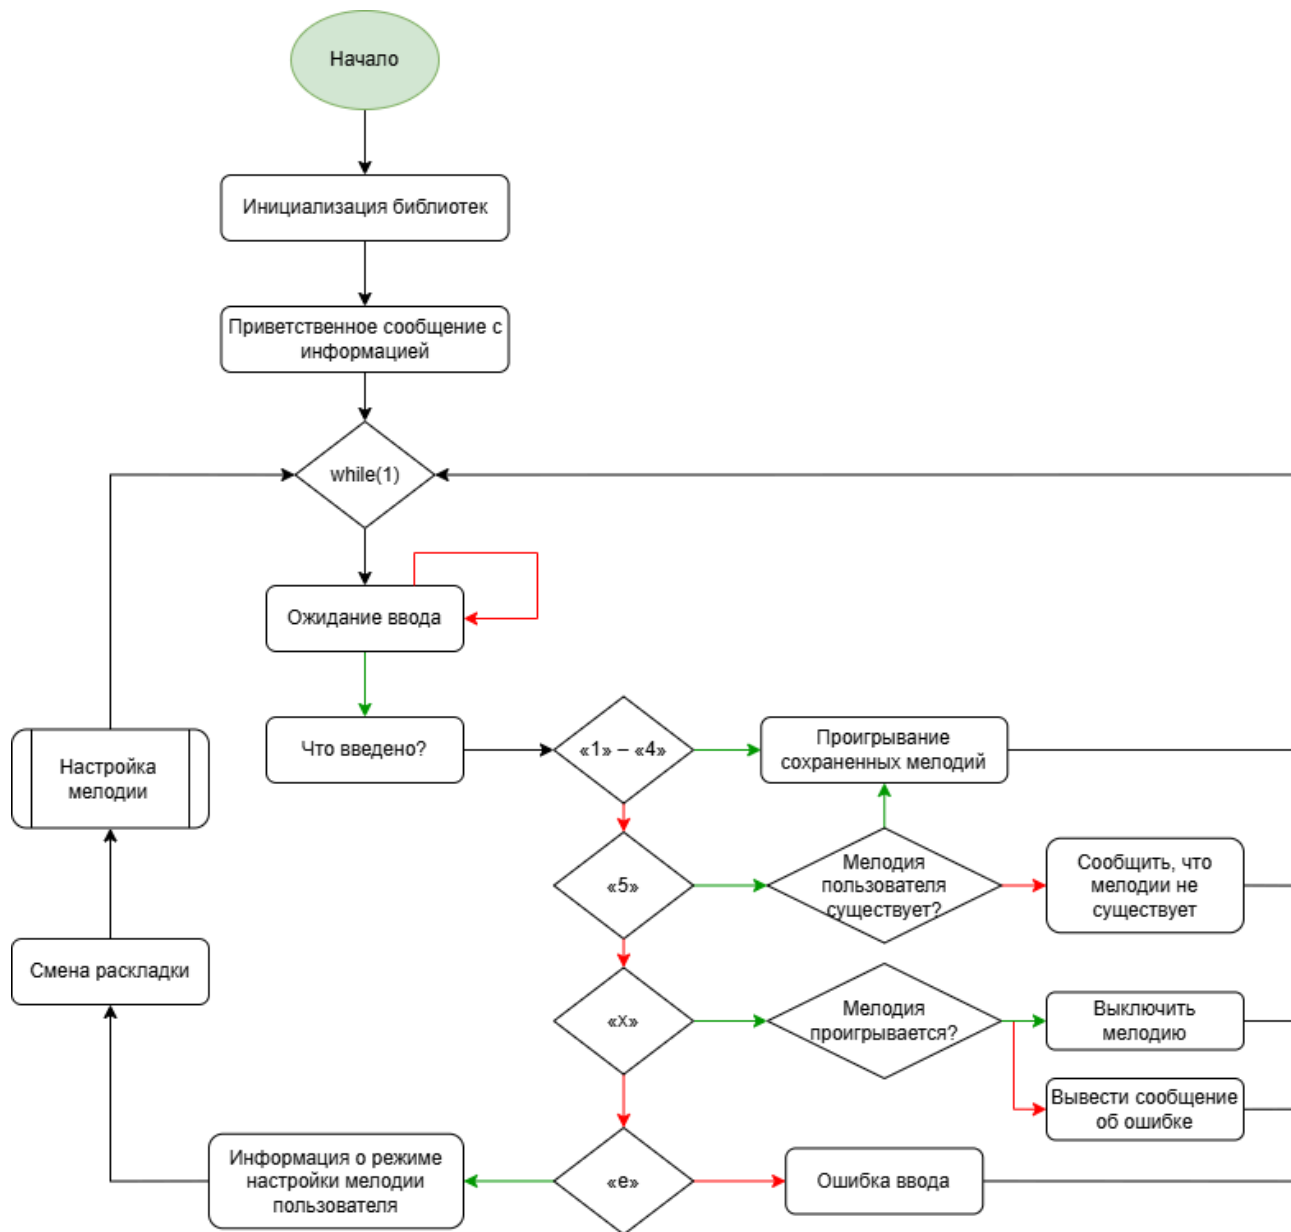 Начало
Инициализация библиотек
Приветственное сообщение с
информацией
while(1)
Ожидание ввода
Что введено?
«1» – «4»
Проигрывание
сохраненных мелодий
Настройка
мелодии
«5»
Мелодия
пользователя
существует?
Сообщить, что
мелодии не
существует
Смена раскладки
«x»
Мелодия
проигрывается?
Выключить
мелодию
Вывести сообщение
об ошибке
Информация о режиме
настройки мелодии
пользователя
«e»
Ошибка ввода